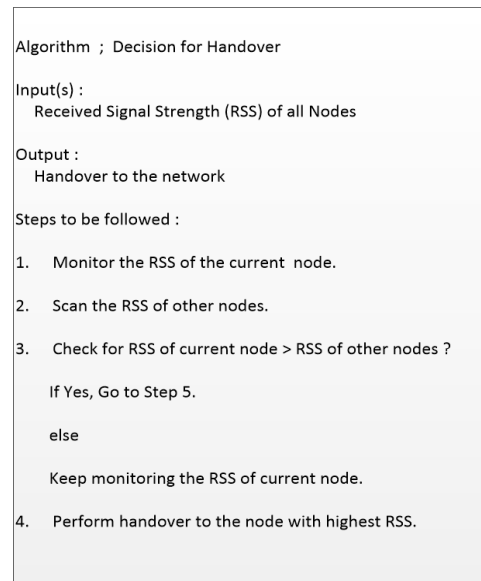 Algorithm ; Decision for Handover
Input(s) :
Received Signal Strength (RSS) of all Nodes
Output :
Handover to the network
Steps to be followed :
1. Monitor the RSS of the current node.
2. Scan the RSS of other nodes.
3. Check for RSS of current node > RSS of other nodes ?
If Yes, Go to Step 5.
else
Keep monitoring the RSS of current node.
4. Perform handover to the node with highest RSS.